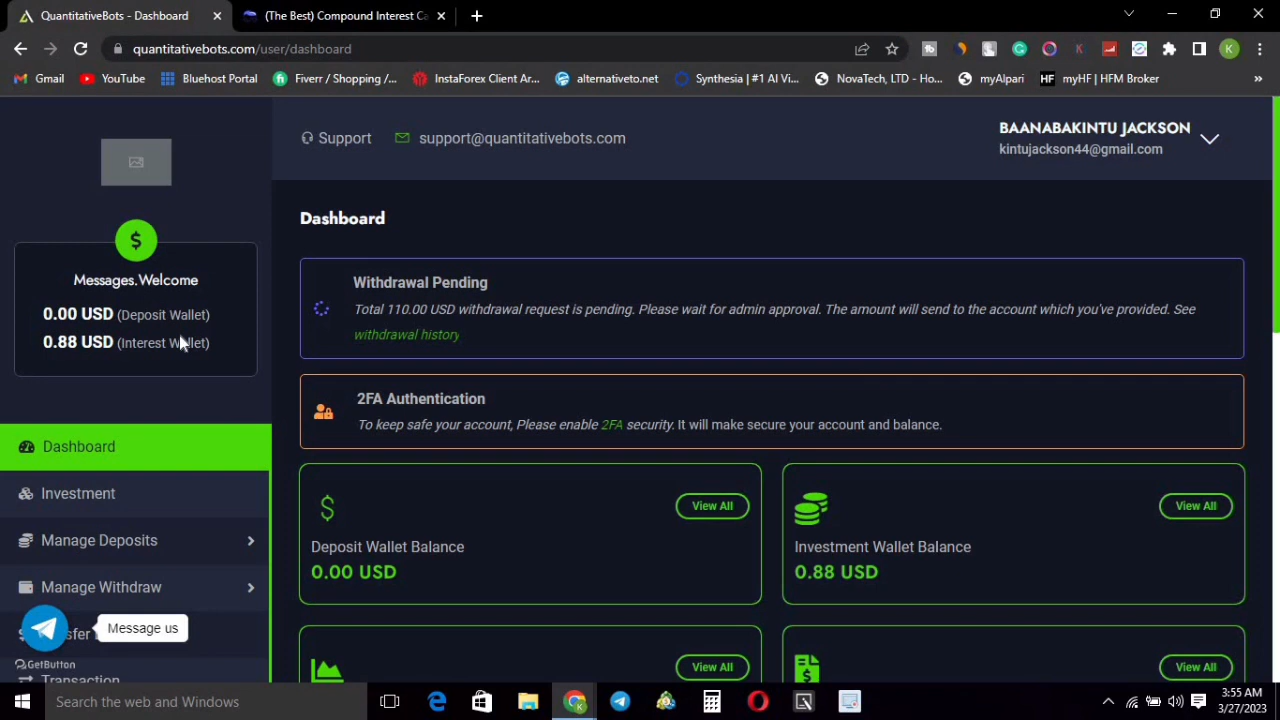 QuantitativeBots - Dashboard
(The Best) Compound Interest Ca
quantitativebots.com/user/dashboard
Gmail
YouTube
Bluehost Portal
Fiverr / Shopping /...
InstaForex Client Ar...
alternativeto.net
Synthesia | #1 AI Vi...
NovaTech, LTD - Ho...
myAlpari
myHF | HFM Broker
Support
support@quantitativebots.com
BAANABAKINTU JACKSON
kintujackson44@gmail.com
Messages.Welcome
0.00 USD (Deposit Wallet)
0.88 USD (Interest Wallet)
Dashboard
Investment
Manage Deposits
Manage Withdraw
Message us
GetButton
Transaction
Dashboard
Withdrawal Pending
Total 110.00 USD withdrawal request is pending. Please wait for admin approval. The amount will send to the account which you've provided. See
withdrawal history
2FA Authentication
To keep safe your account, Please enable 2FA security. It will make secure your account and balance.
View All
Deposit Wallet Balance
0.00 USD
View All
Investment Wallet Balance
0.88 USD
View All
View All
Search the web and Windows
3:55 AM
3/27/2023